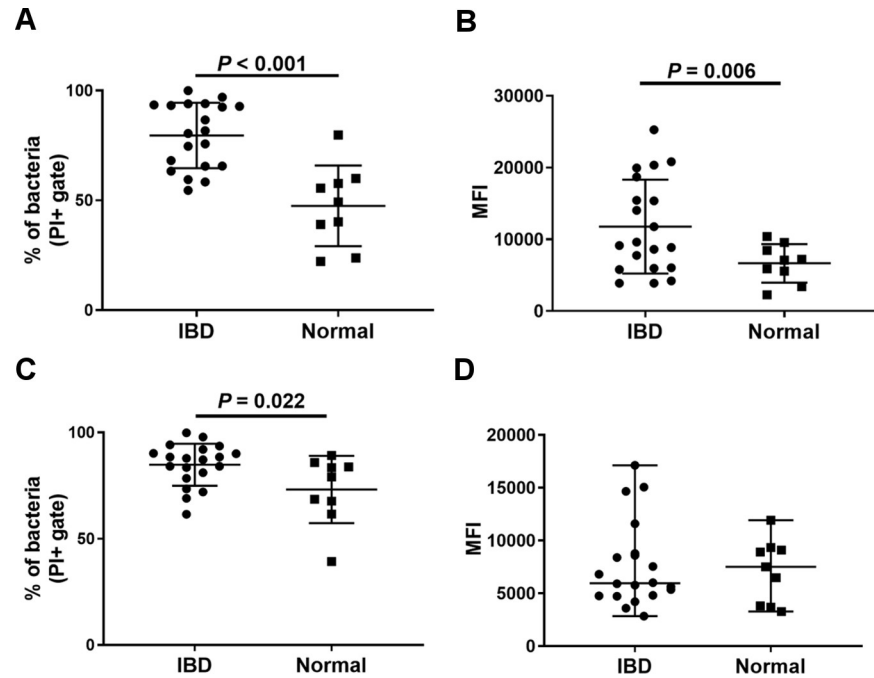 A
P < 0.001
% of bacteria
(PI+ gate)
100
50
0
IBD
Normal
B
P = 0.006
MFI
30000
20000
10000
0
IBD
Normal
C
P = 0.022
% of bacteria
(PI+ gate)
100
50
0
IBD
Normal
D
MFI
20000
15000
10000
5000
0
IBD
Normal